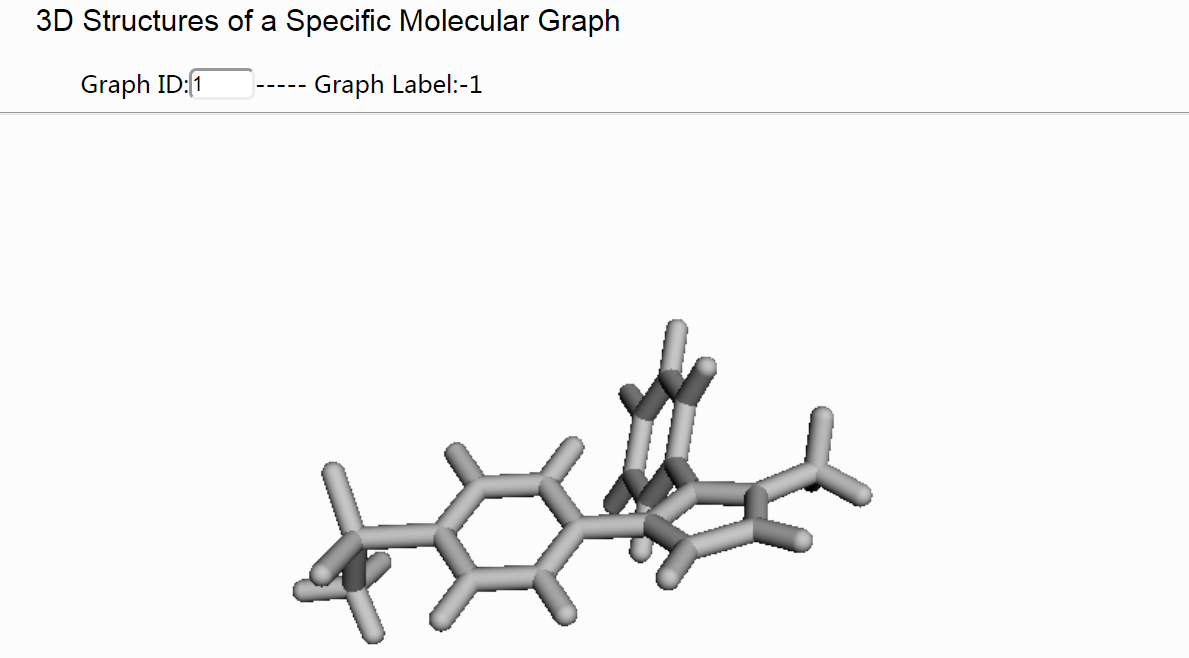 3D Structures of a Specific Molecular Graph
Graph ID:1----- Graph Label:-1